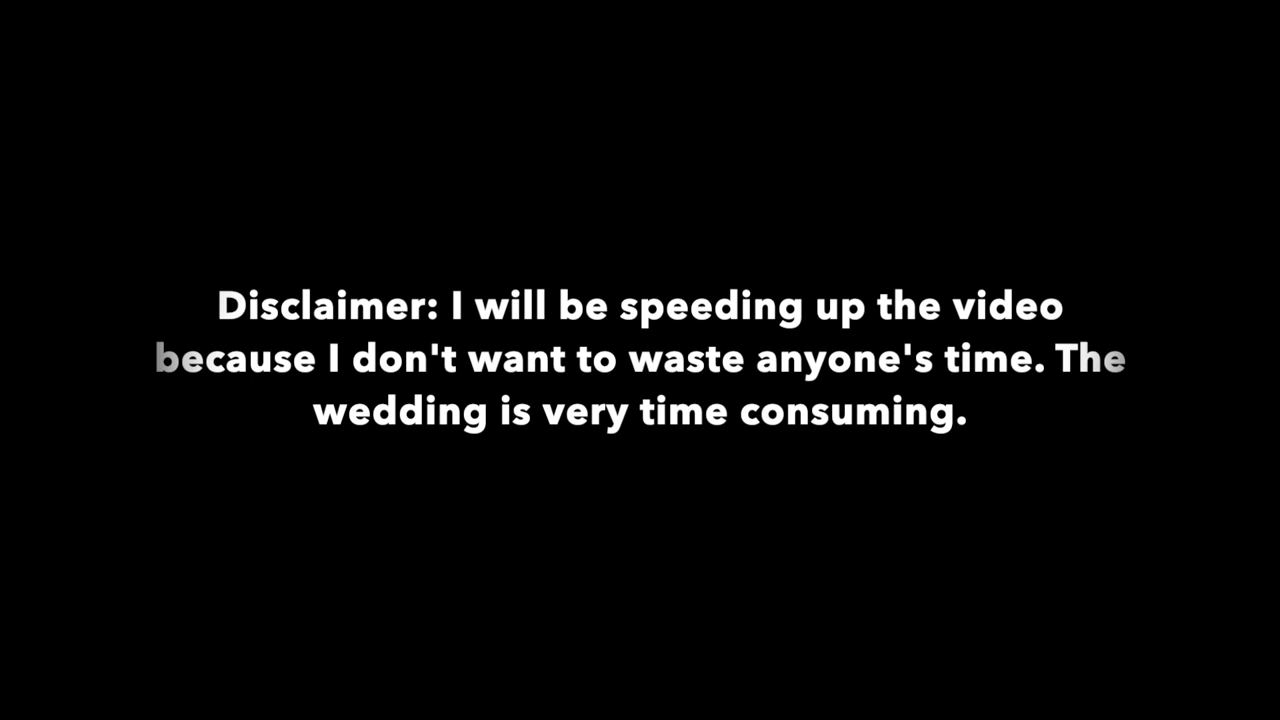 Disclaimer: I will be speeding up the video
because I don't want to waste anyone's time. The
wedding is very time consuming.